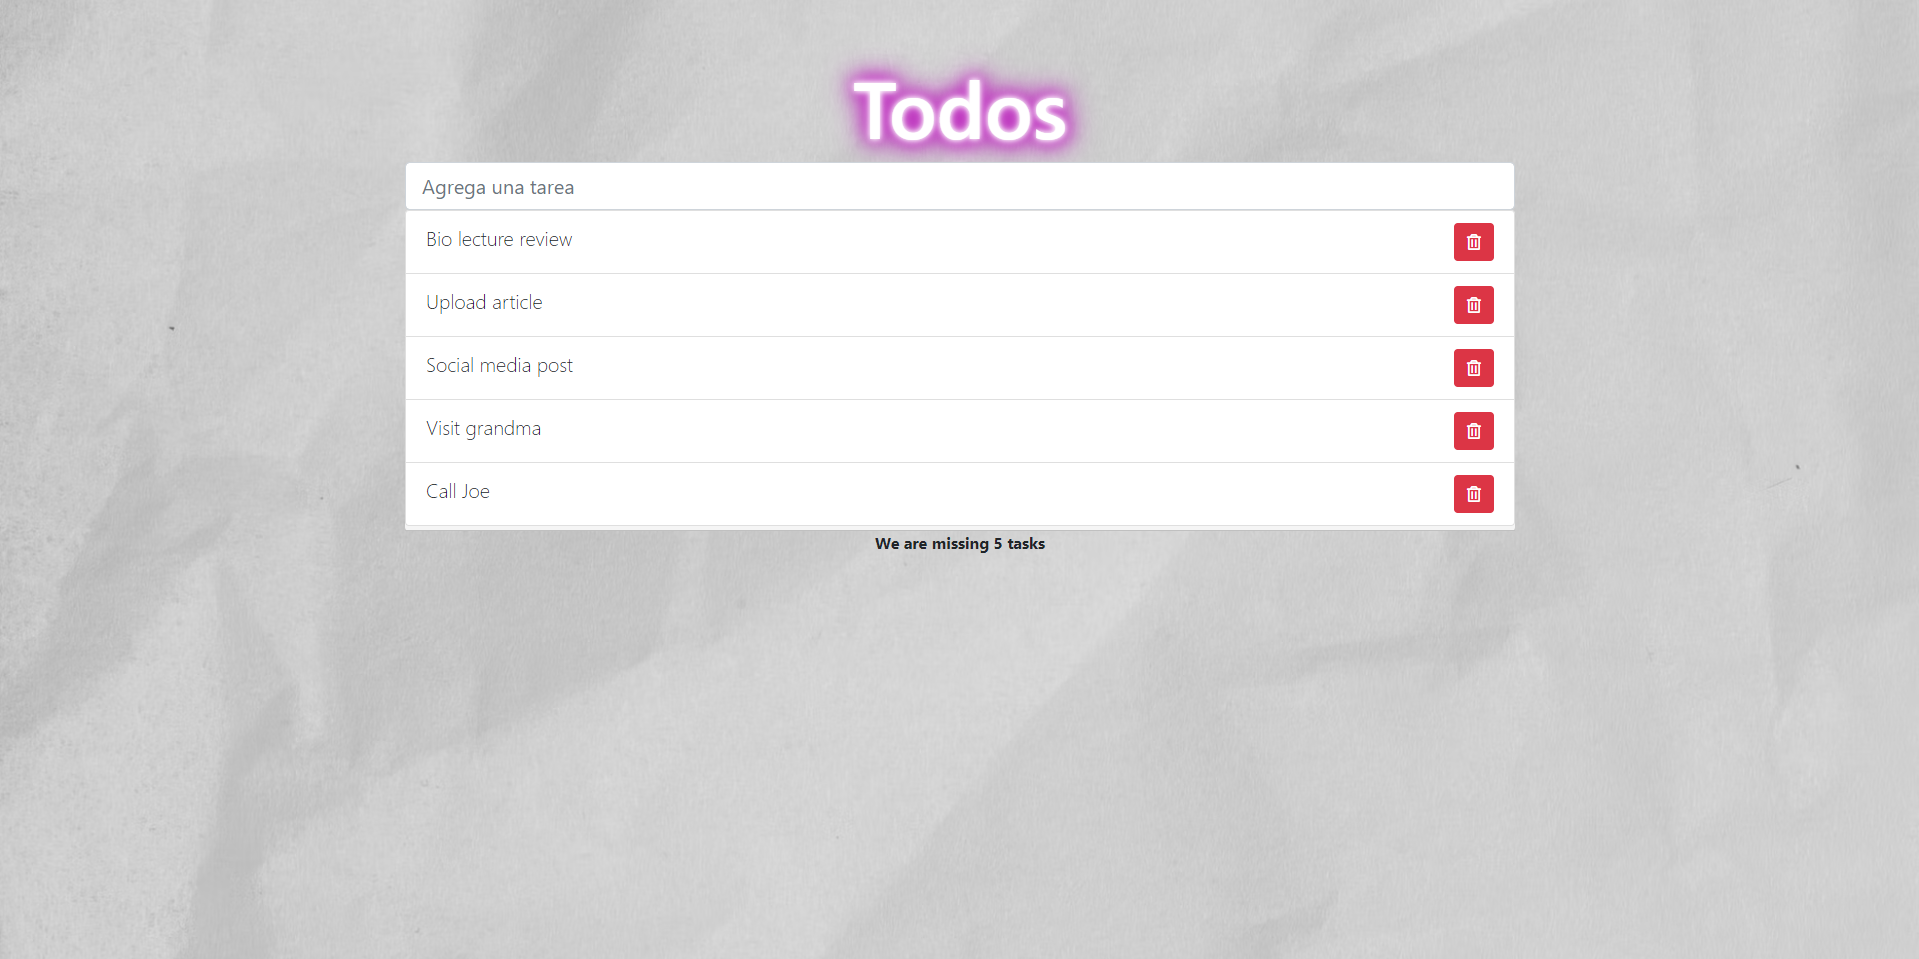 Todos
Agrega una tarea
Bio lecture review
Upload article
Social media post
Visit grandma
Call Joe
We are missing 5 tasks